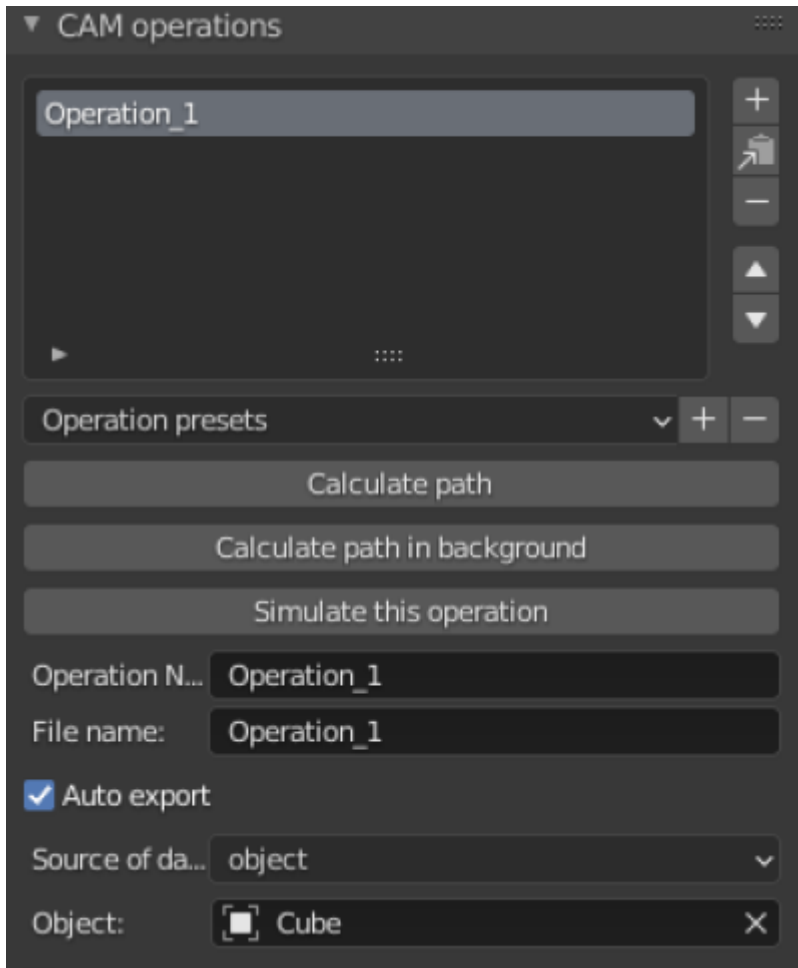 CAM operations
Operation_1
Operation presets
Calculate path
Calculate path in background
Simulate this operation
Operation N... Operation_1
File name: Operation_1
Auto export
Source of da... object
Object: Cube